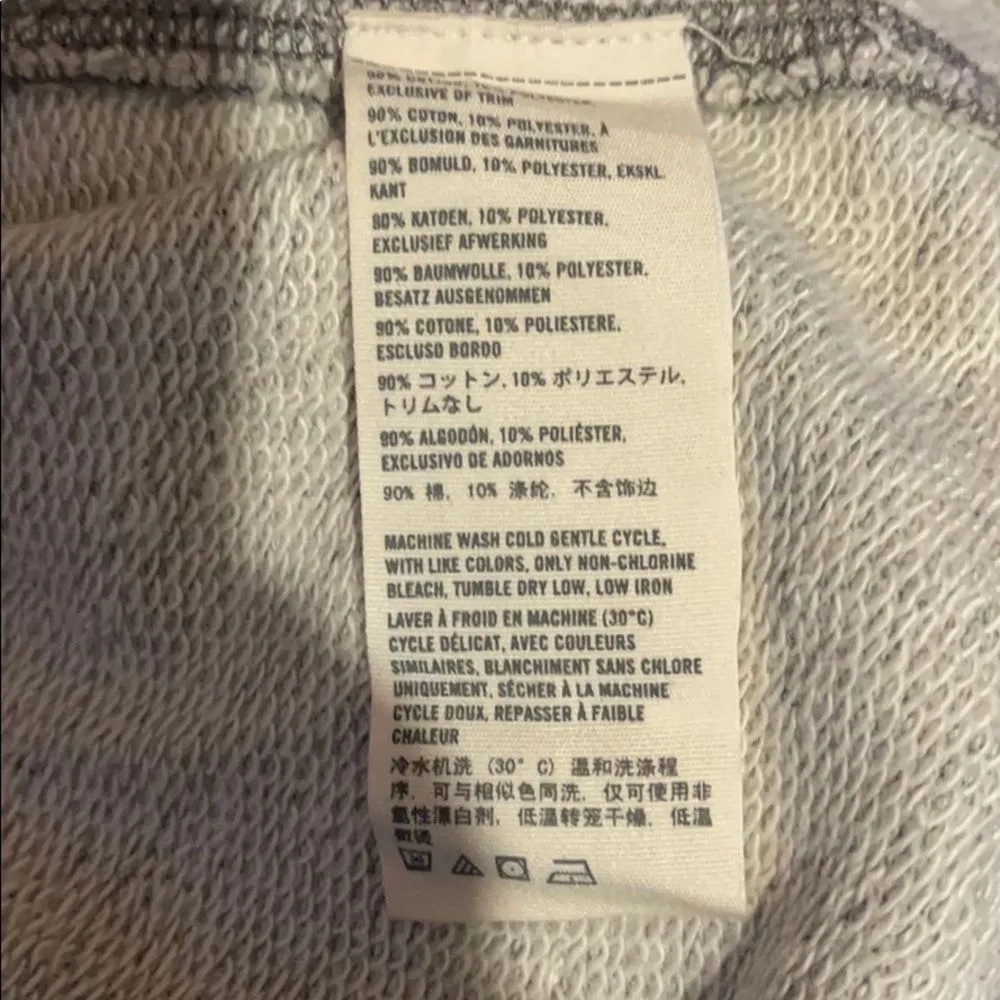 EXCLUSIVE OF TRIM
90% COTON, 10% POLYESTER, À
L'EXCLUSION DES GARNITURES
90% BOMULD, 10% POLYESTER, EKSKL.
KANT
90% KATOEN, 10% POLYESTER,
EXCLUSIEF AFWERKING
90% BAUMWOLLE, 10% POLYESTER,
BESATZ AUSGENOMMEN
90% COTONE, 10% POLIESTERE,
ESCLUSO BORDO
90% コットン, 10% ポリエステル,
トリムなし
90% ALGODÓN, 10% POLIÉSTER,
EXCLUSIVO DE ADORNOS
90% 棉, 10% 涤纶, 不含饰边
MACHINE WASH COLD GENTLE CYCLE,
WITH LIKE COLORS, ONLY NON-CHLORINE
BLEACH, TUMBLE DRY LOW, LOW IRON
LAVER À FROID EN MACHINE (30°C)
CYCLE DÉLICAT, AVEC COULEURS
SIMILAIRES, BLANCHIMENT SANS CHLORE
UNIQUEMENT, SÉCHER À LA MACHINE
CYCLE DOUX, REPASSER À FAIBLE
CHALEUR
冷水机洗 (30° C) 温和洗涤程
序, 可与相似色同洗, 仅可使用非
氯性漂白剂, 低温转笼干燥, 低温
熨烫